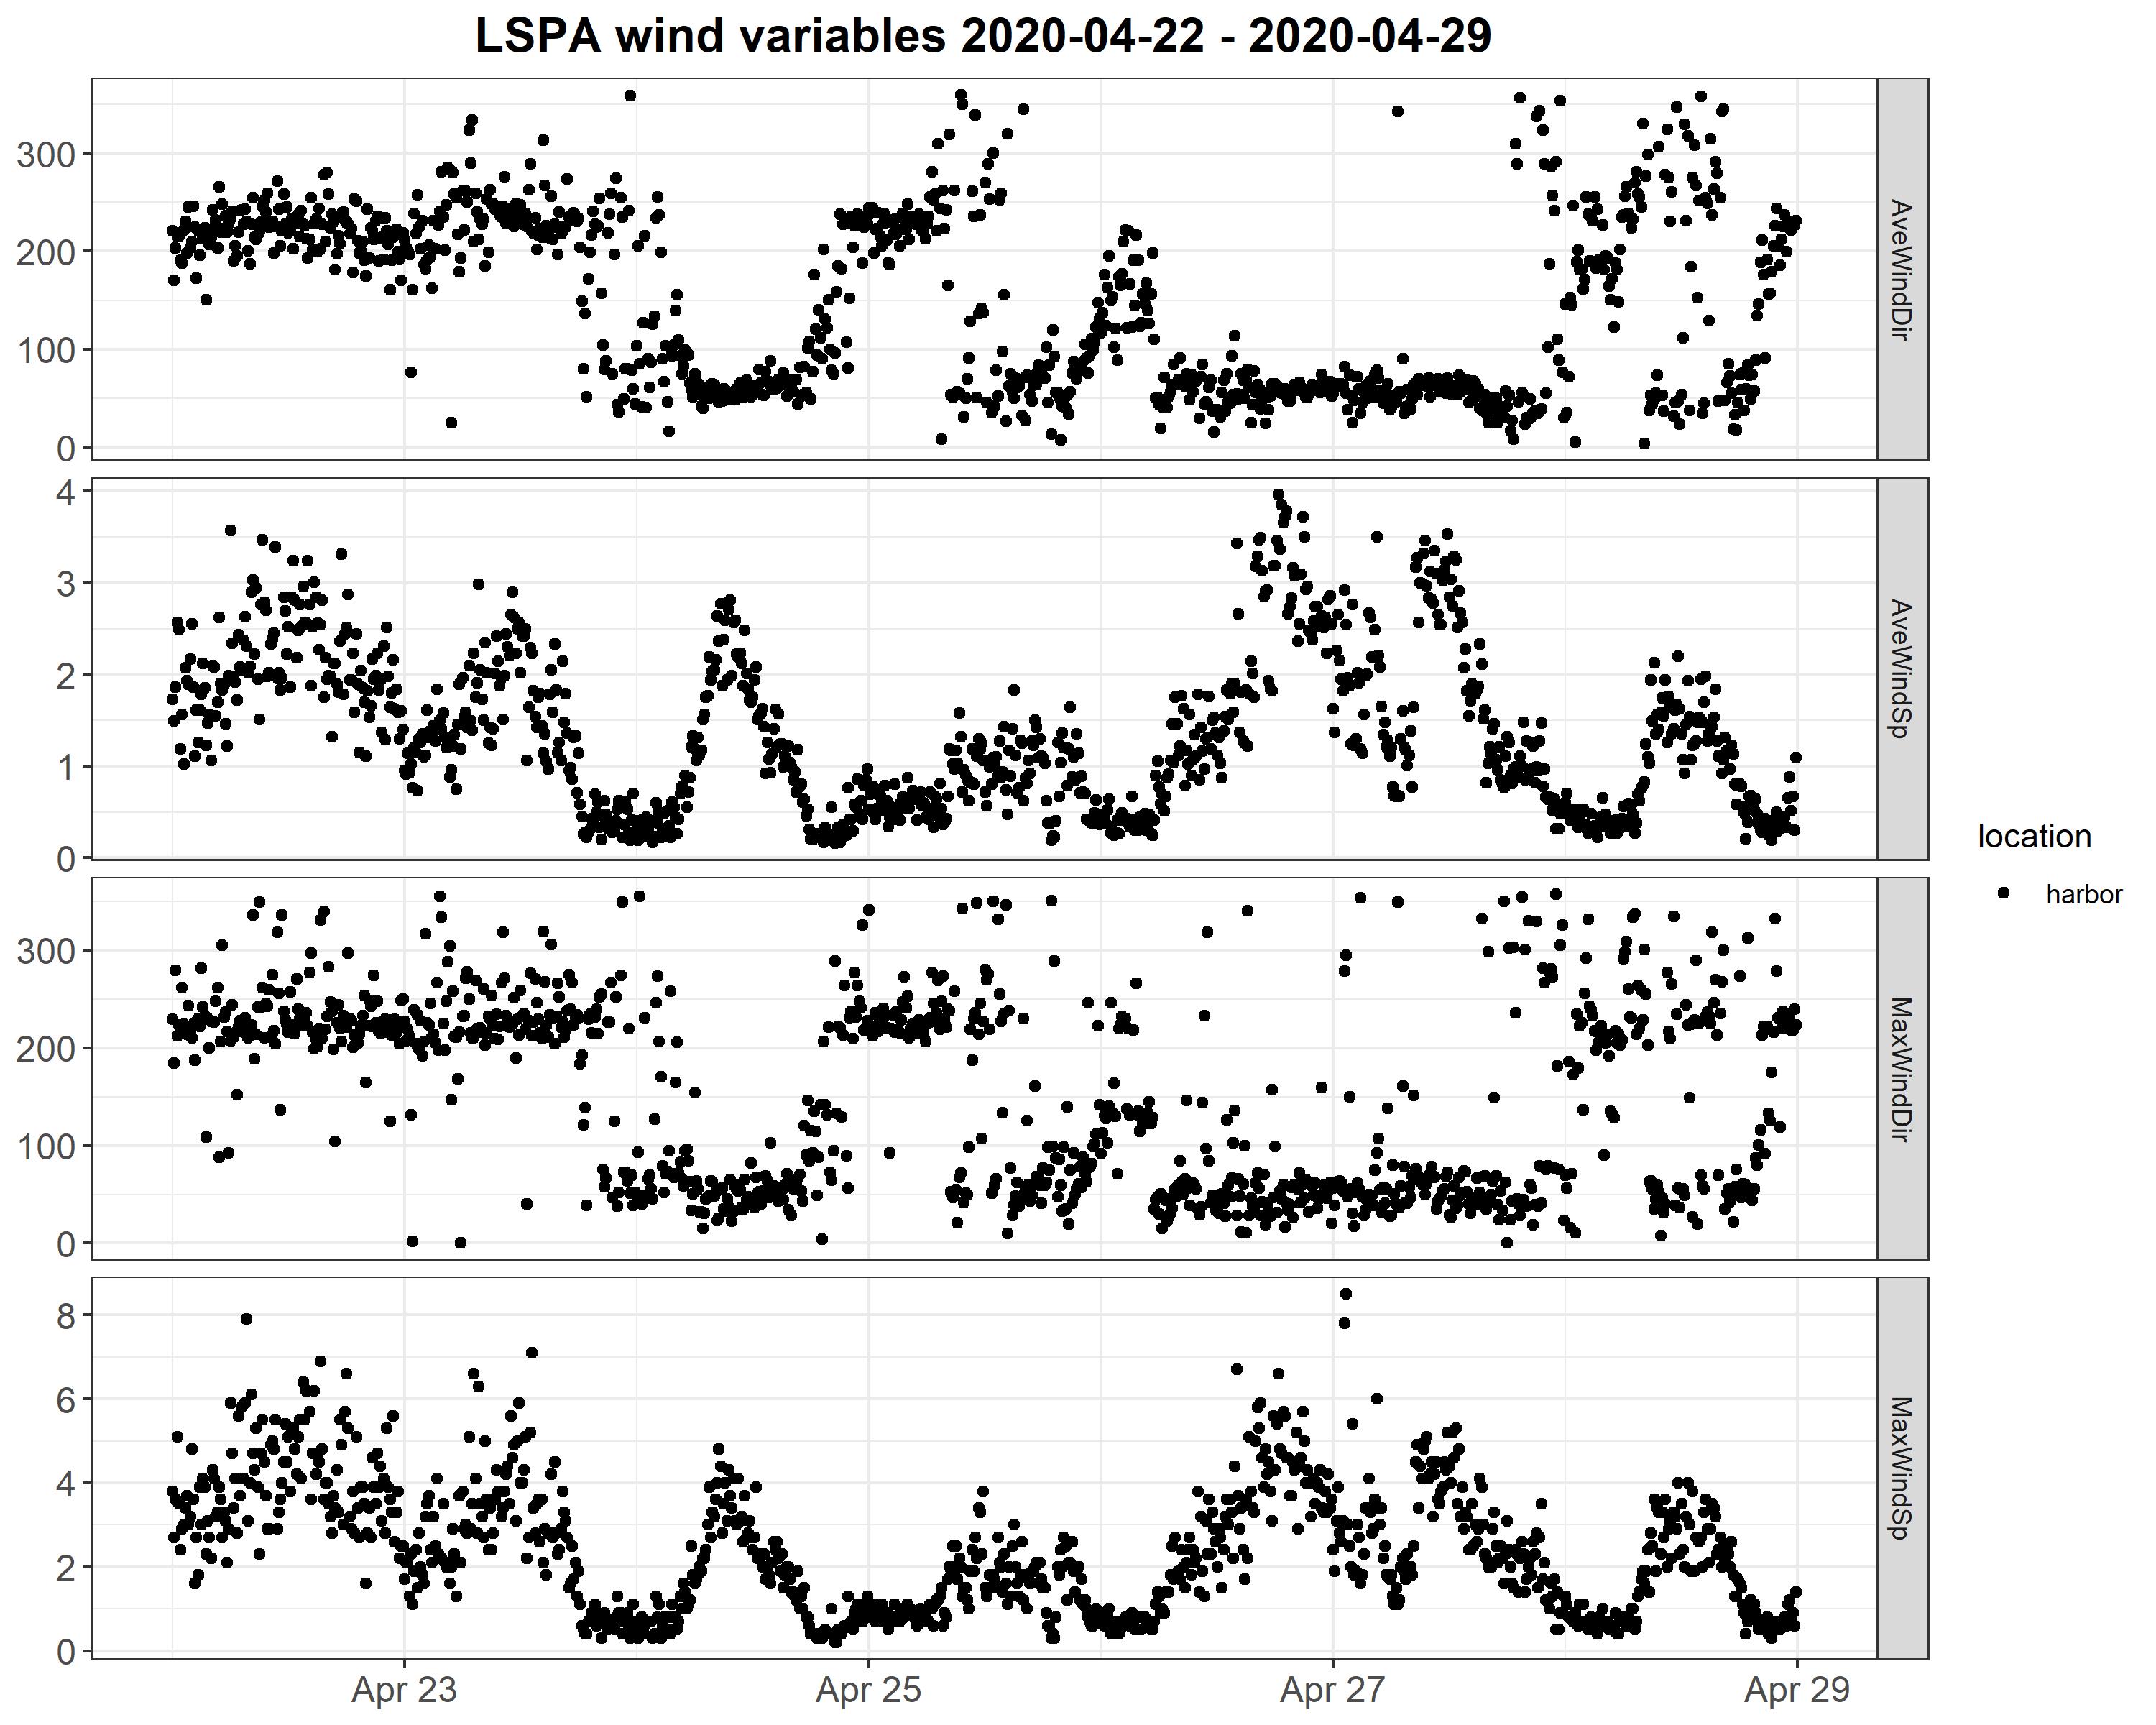 LSPA wind variables 2020-04-22 - 2020-04-29
300
200
100
0
AveWindDir
4
3
2
1
0
AveWindSp
300
200
100
0
MaxWindDir
8
6
4
2
0
MaxWindSp
Apr 23
Apr 25
Apr 27
Apr 29
location
harbor